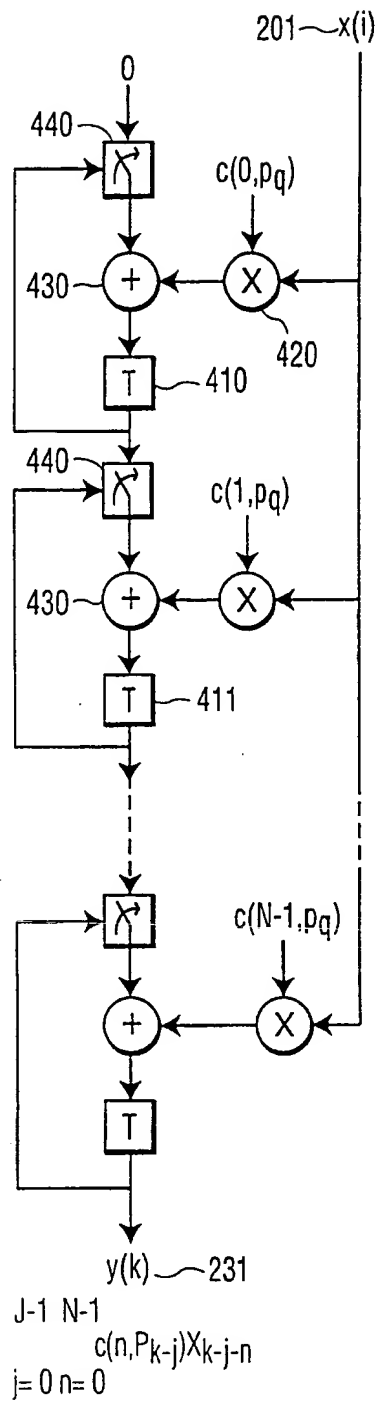 201 x(i)
0
440
c(0,pq)
430 + X
420
T 410
440
c(1,pq)
430 + X
T 411
c(N-1,pq)
+ X
T
y(k) 231
J-1 N-1
c(n,Pk-j)Xk-j-n
j= 0 n= 0